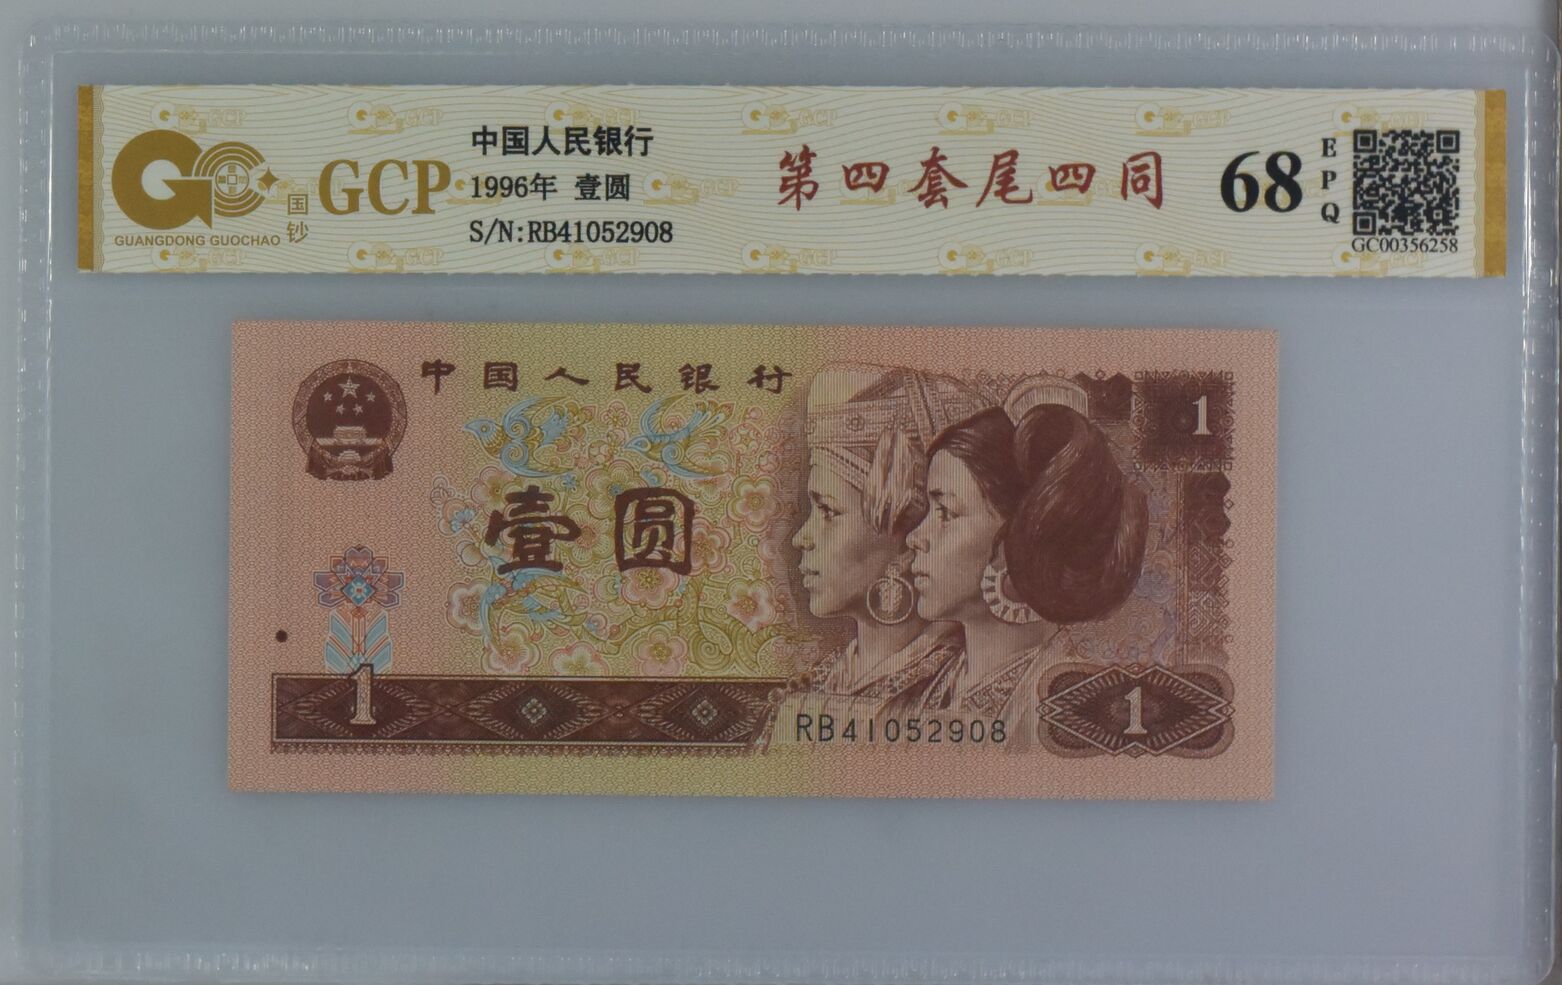 GUANGDONG GUOCHAO
国钞
GCP
中国人民银行
1996年 壹圆
S/N:RB41052908
第四套尾四同
68
EPQ
GC00356258
中国人民银行
1
壹圆
1
RB41052908
1